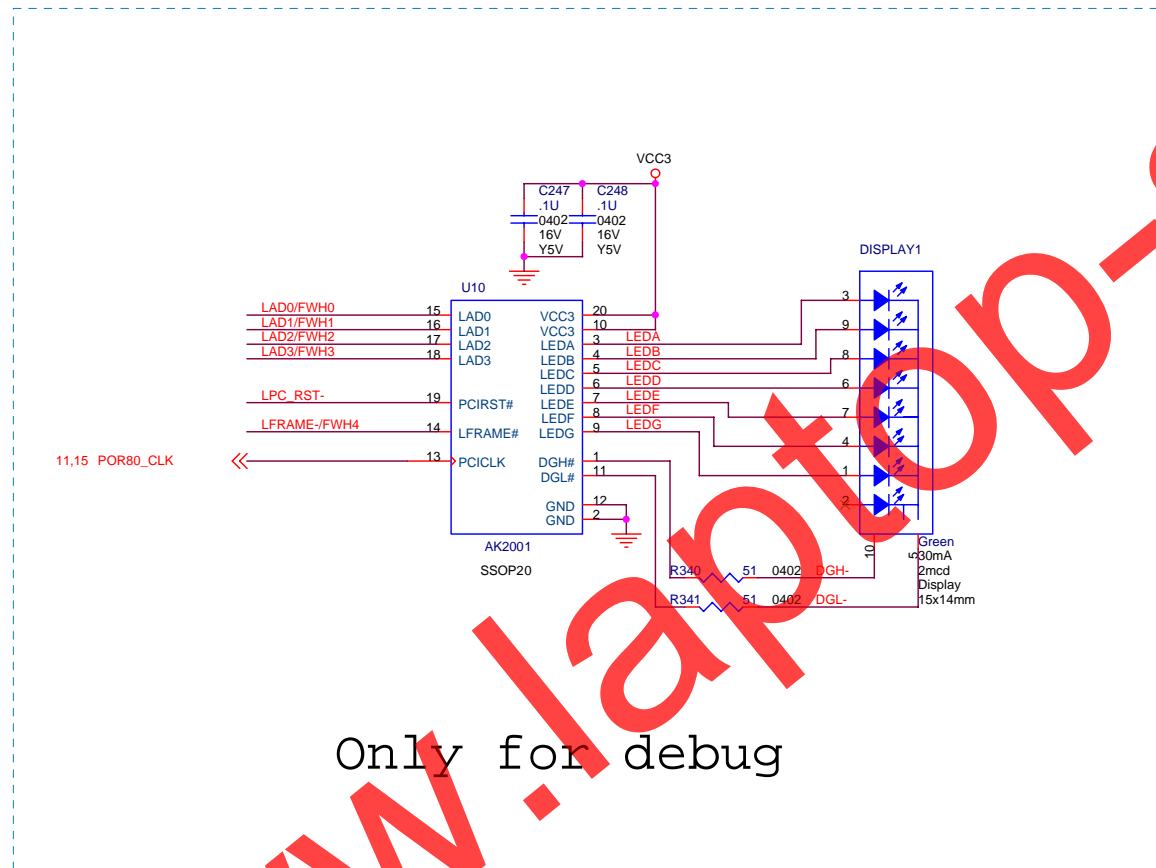 VCC3
C247 C248
.1U .1U
0402 0402
16V 16V
Y5V Y5V
DISPLAY1
U10
LAD0/FWH0 15 LAD0 VCC3 20
LAD1/FWH1 16 LAD1 VCC3 10
LAD2/FWH2 17 LAD2 LEDA 3 LEDA
LAD3/FWH3 18 LAD3 LEDB 4 LEDB
LEDC 5 LEDC
LEDD 6 LEDD
LPC_RST- 19 PCIRST# LEDE 7 LEDE
LEDF 8 LEDF
LFRAME-/FWH4 14 LFRAME# LEDG 9 LEDG
11,15 POR80_CLK 13 PCICLK DGH# 1
DGL# 11
GND 12
GND 2
3
9
8
6
7
4
1
2
10 5
AK2001
SSOP20
R340 51 0402 DGH-
R341 51 0402 DGL-
Green
30mA
2mcd
Display
15x14mm
Only for debug
w.laptop-